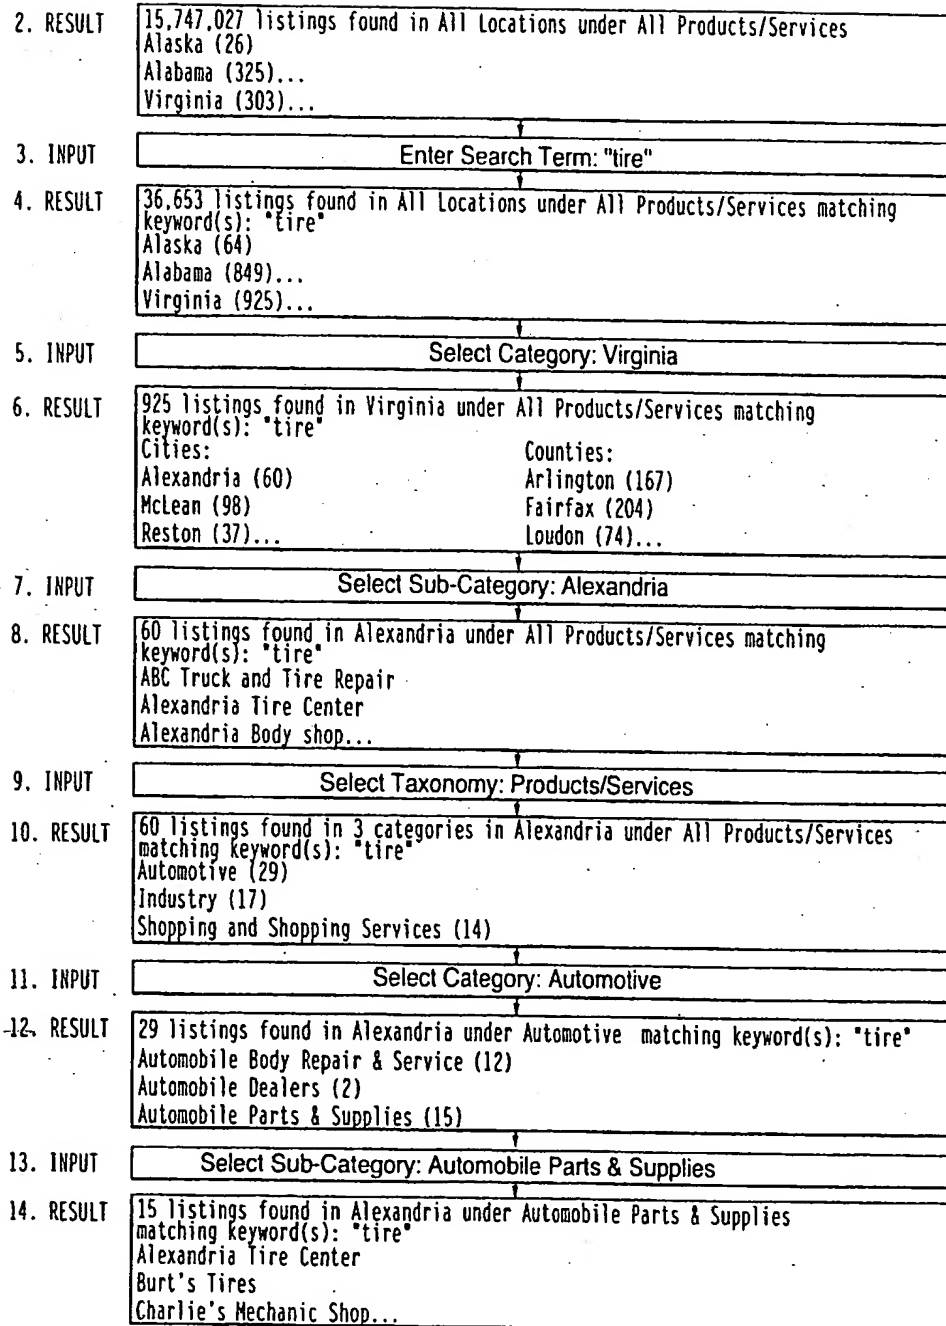 2. RESULT
15,747,027 listings found in All Locations under All Products/Services
Alaska (26)
Alabama (325)...
Virginia (303)...
3. INPUT
Enter Search Term: "tire"
4. RESULT
36,653 listings found in All Locations under All Products/Services matching
keyword(s): "tire"
Alaska (64)
Alabama (849)...
Virginia (925)...
5. INPUT
Select Category: Virginia
6. RESULT
925 listings found in Virginia under All Products/Services matching
keyword(s): "tire"
Cities: Counties:
Alexandria (60) Arlington (167)
McLean (98) Fairfax (204)
Reston (37)... Loudon (74)...
7. INPUT
Select Sub-Category: Alexandria
8. RESULT
60 listings found in Alexandria under All Products/Services matching
keyword(s): "tire"
ABC Truck and Tire Repair
Alexandria Tire Center
Alexandria Body shop...
9. INPUT
Select Taxonomy: Products/Services
10. RESULT
60 listings found in 3 categories in Alexandria under All Products/Services
matching keyword(s): "tire"
Automotive (29)
Industry (17)
Shopping and Shopping Services (14)
11. INPUT
Select Category: Automotive
12. RESULT
29 listings found in Alexandria under Automotive matching keyword(s): "tire"
Automobile Body Repair & Service (12)
Automobile Dealers (2)
Automobile Parts & Supplies (15)
13. INPUT
Select Sub-Category: Automobile Parts & Supplies
14. RESULT
15 listings found in Alexandria under Automobile Parts & Supplies
matching keyword(s): "tire"
Alexandria Tire Center
Burt's Tires
Charlie's Mechanic Shop...